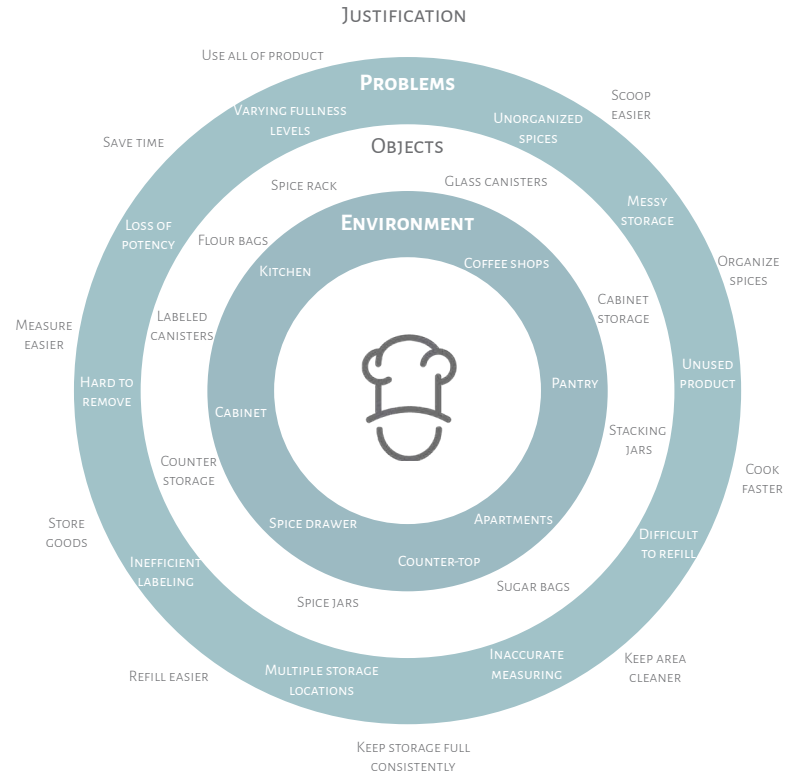 Justification
Use all of product
Problems
Scoop
easier
Varying fullness
levels
Unorganized
spices
Save time
Objects
Spice rack
Glass canisters
Messy
storage
Environment
Loss of
potency
Flour bags
Kitchen
Coffee shops
Organize
spices
Cabinet
storage
Measure
easier
Labeled
canisters
Hard to
remove
Unused
product
Cabinet
Pantry
Stacking
jars
Counter
storage
Cook
faster
Store
goods
Spice drawer
Apartments
Difficult
to refill
Inefficient
labeling
Counter-top
Sugar bags
Spice jars
Refill easier
Multiple storage
locations
Inaccurate
measuring
Keep area
cleaner
Keep storage full
consistently